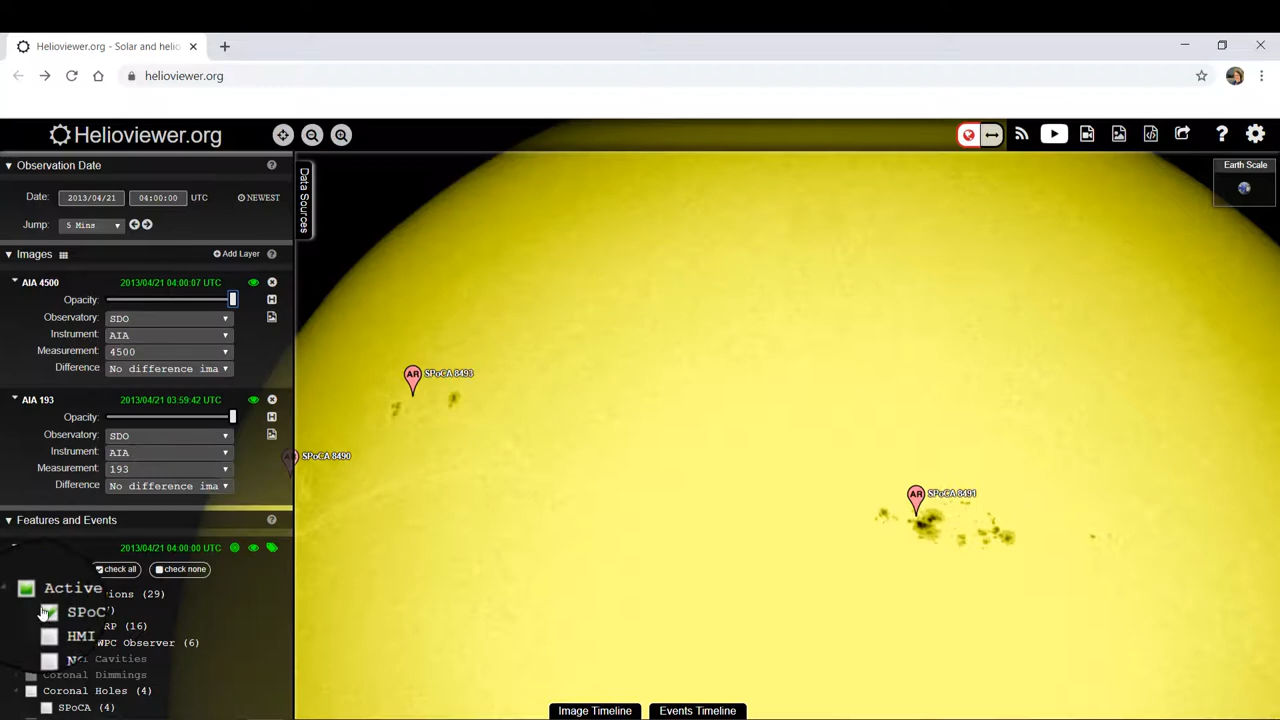 Helioviewer.org - Solar and helio
helioviewer.org
Helioviewer.org
Observation Date
Date: 2013/04/21 04:00:00 UTC NEWEST
Jump: 5 Mins
Images Add Layer
AIA 4500 2013/04/21 04:00:07 UTC
Opacity:
Observatory: SDO
Instrument: AIA
Measurement: 4500
Difference No difference ima
AIA 193 2013/04/21 03:59:42 UTC
Opacity:
Observatory: SDO
Instrument: AIA
Measurement: 193
Difference No difference ima
Features and Events
2013/04/21 04:00:00 UTC
check all check none
Active ions (29)
SPoC )
HMI RP (16)
WPC Observer (6)
Cavities
Coronal Dimmings
Coronal Holes (4)
SPoCA (4)
Data Sources
Earth Scale
AR SPoCA 8493
SPoCA 8490
AR SPoCA 8491
Image Timeline
Events Timeline